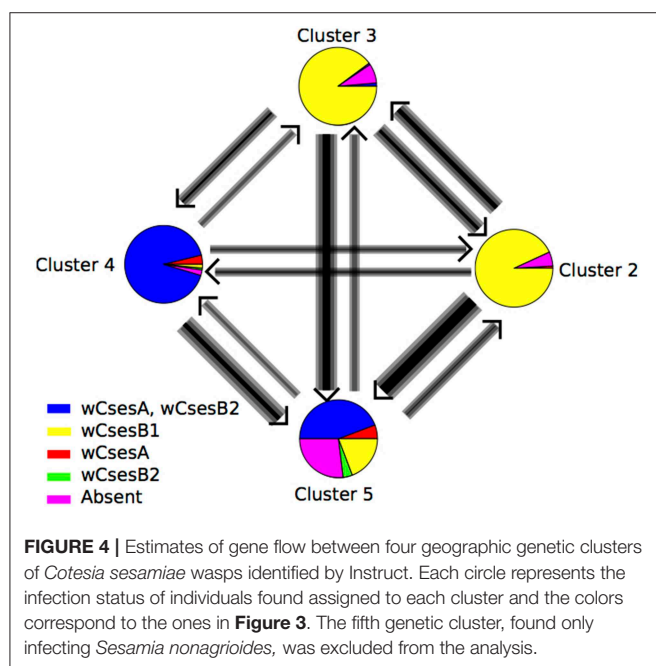 Cluster 3
Cluster 4
Cluster 2
wCsesA, wCsesB2
wCsesB1
wCsesA
wCsesB2
Absent
Cluster 5
FIGURE 4 | Estimates of gene flow between four geographic genetic clusters
of Cotesia sesamiae wasps identified by Instruct. Each circle represents the
infection status of individuals found assigned to each cluster and the colors
correspond to the ones in Figure 3. The fifth genetic cluster, found only
infecting Sesamia nonagrioides, was excluded from the analysis.